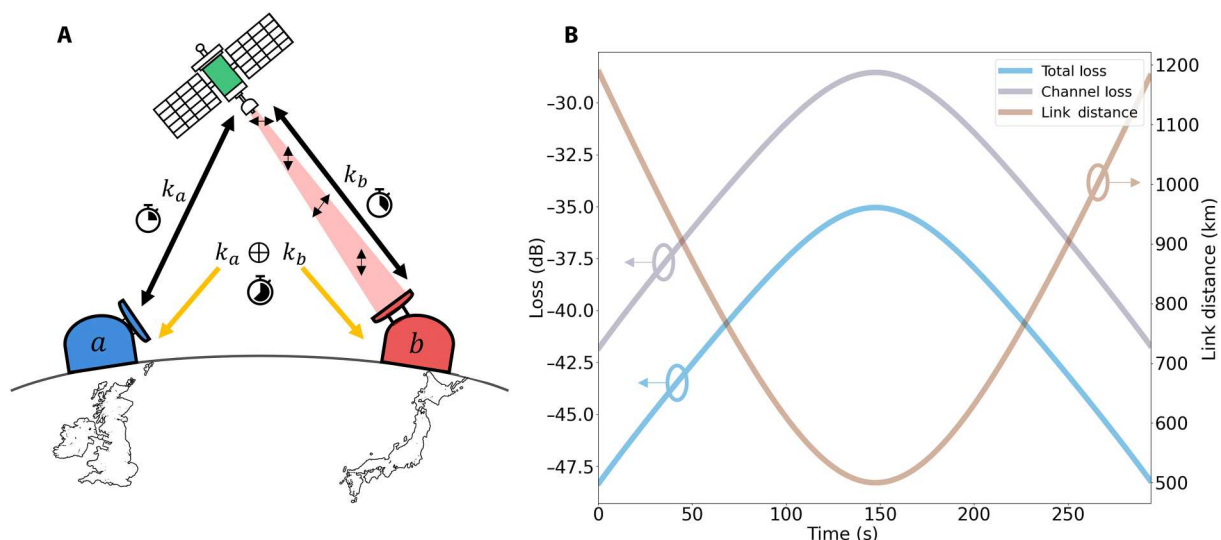 A
k_a
k_b
k_a ⊕ k_b
a
b
B
Total loss
Channel loss
Link distance
Loss (dB)
–30.0
–32.5
–35.0
–37.5
–40.0
–42.5
–45.0
–47.5
1200
1100
1000
900
800
700
600
500
Link distance (km)
0
50
100
150
200
250
Time (s)